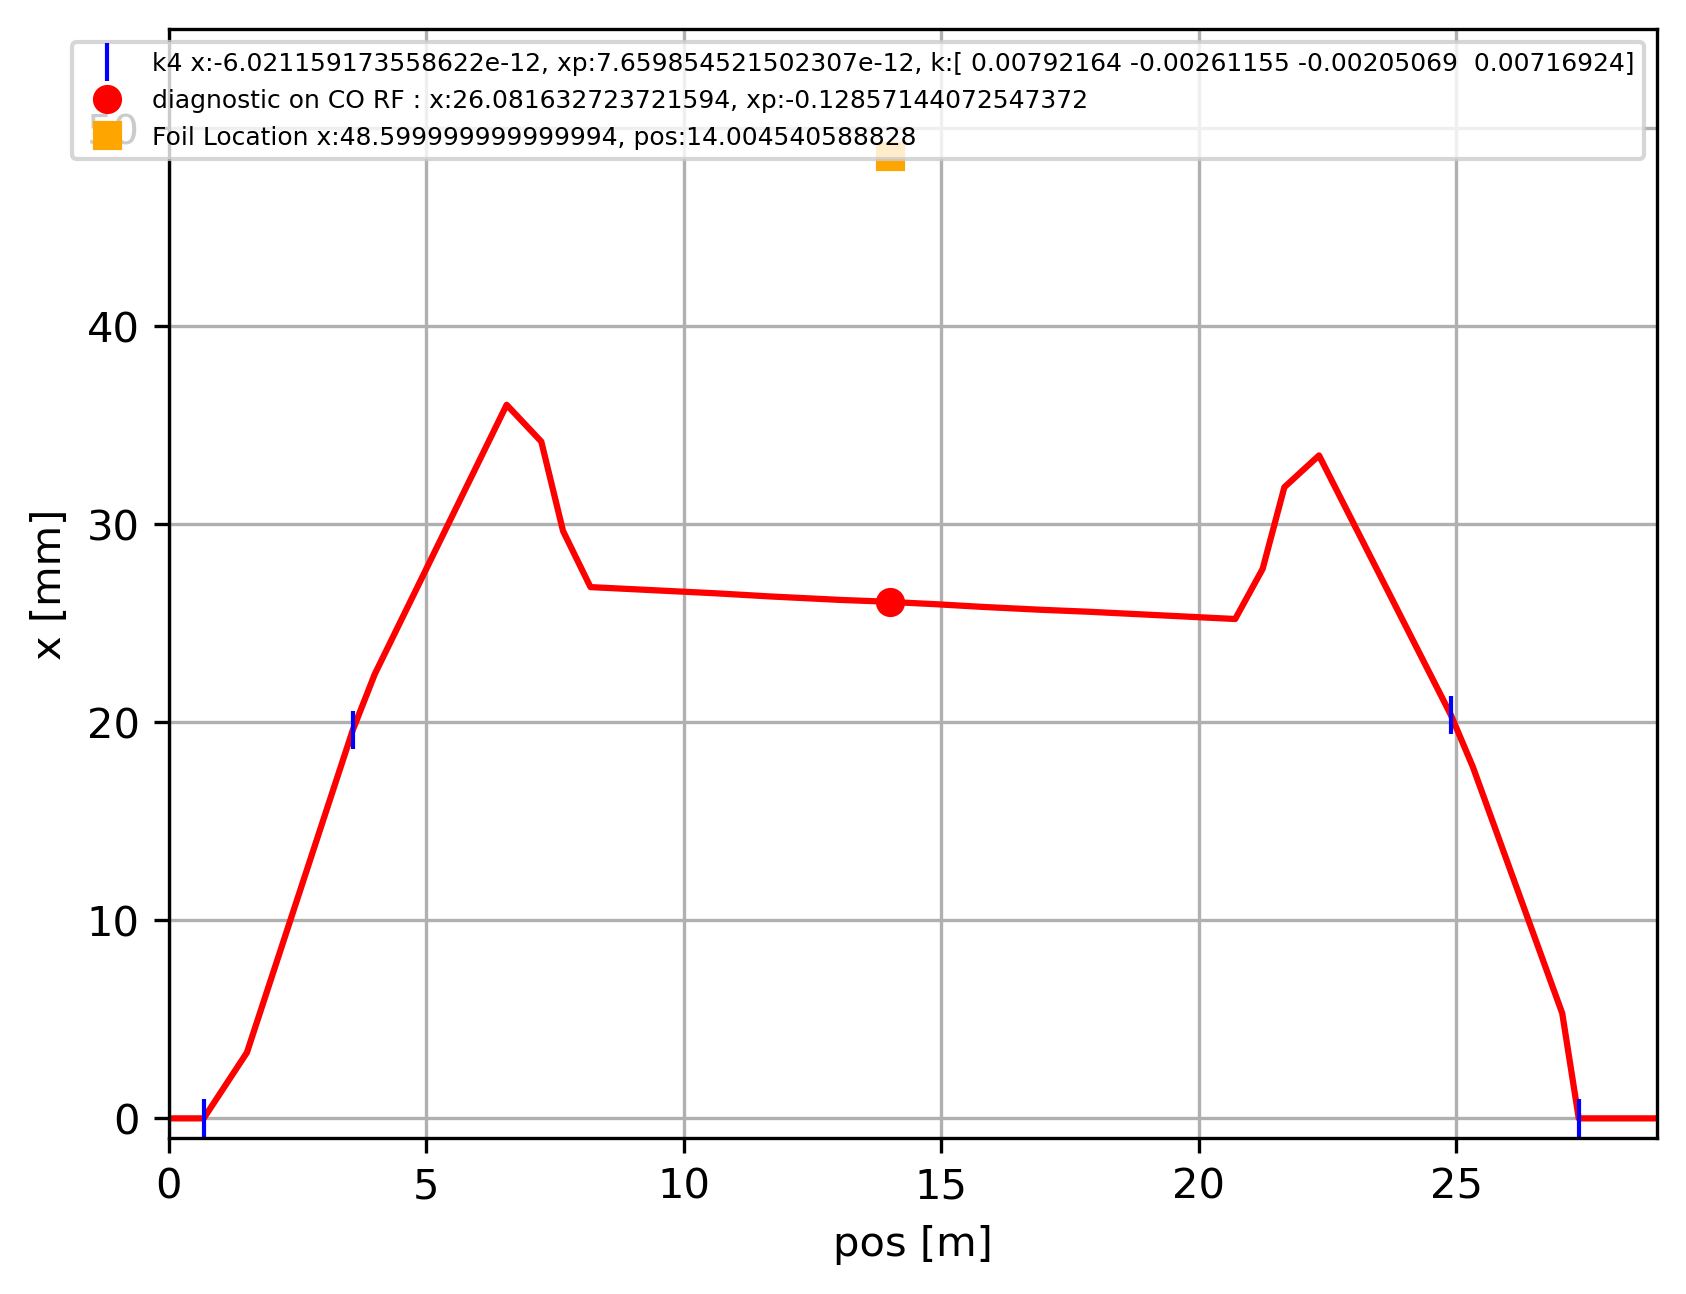 k4 x:-6.021159173558622e-12, xp:7.659854521502307e-12, k:[ 0.00792164 -0.00261155 -0.00205069  0.00716924]
diagnostic on CO RF : x:26.081632723721594, xp:-0.12857144072547372
Foil Location x:48.599999999999994, pos:14.004540588828
50
40
30
20
10
0
x [mm]
0 5 10 15 20 25
pos [m]